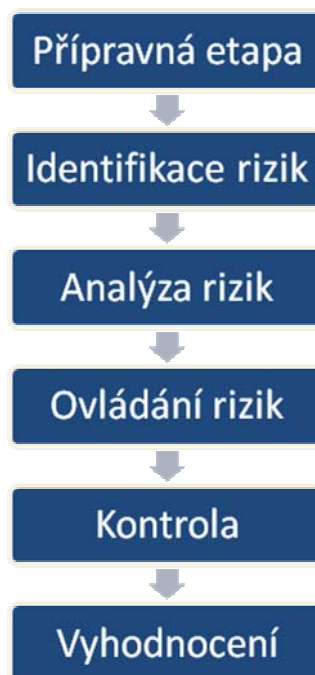 Přípravná etapa
Identifikace rizik
Analýza rizik
Ovládání rizik
Kontrola
Vyhodnocení